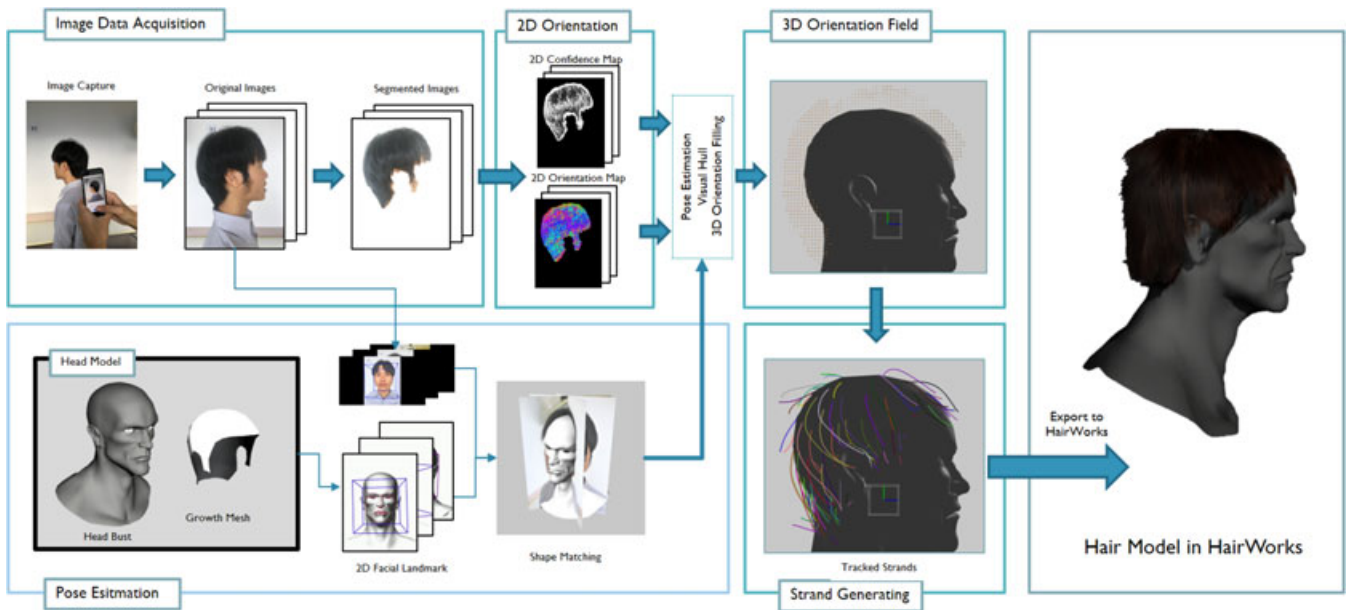 Image Data Acquisition
2D Orientation
3D Orientation Field
Image Capture
Original Images
Segmented Images
2D Confidence Map
2D Orientation Map
Pose Estimation
Visual Hull
3D Orientation Filling
Head Model
Head Bust
Growth Mesh
2D Facial Landmark
Shape Matching
Pose Esitmation
Tracked Strands
Strand Generating
Export to
HairWorks
Hair Model in HairWorks